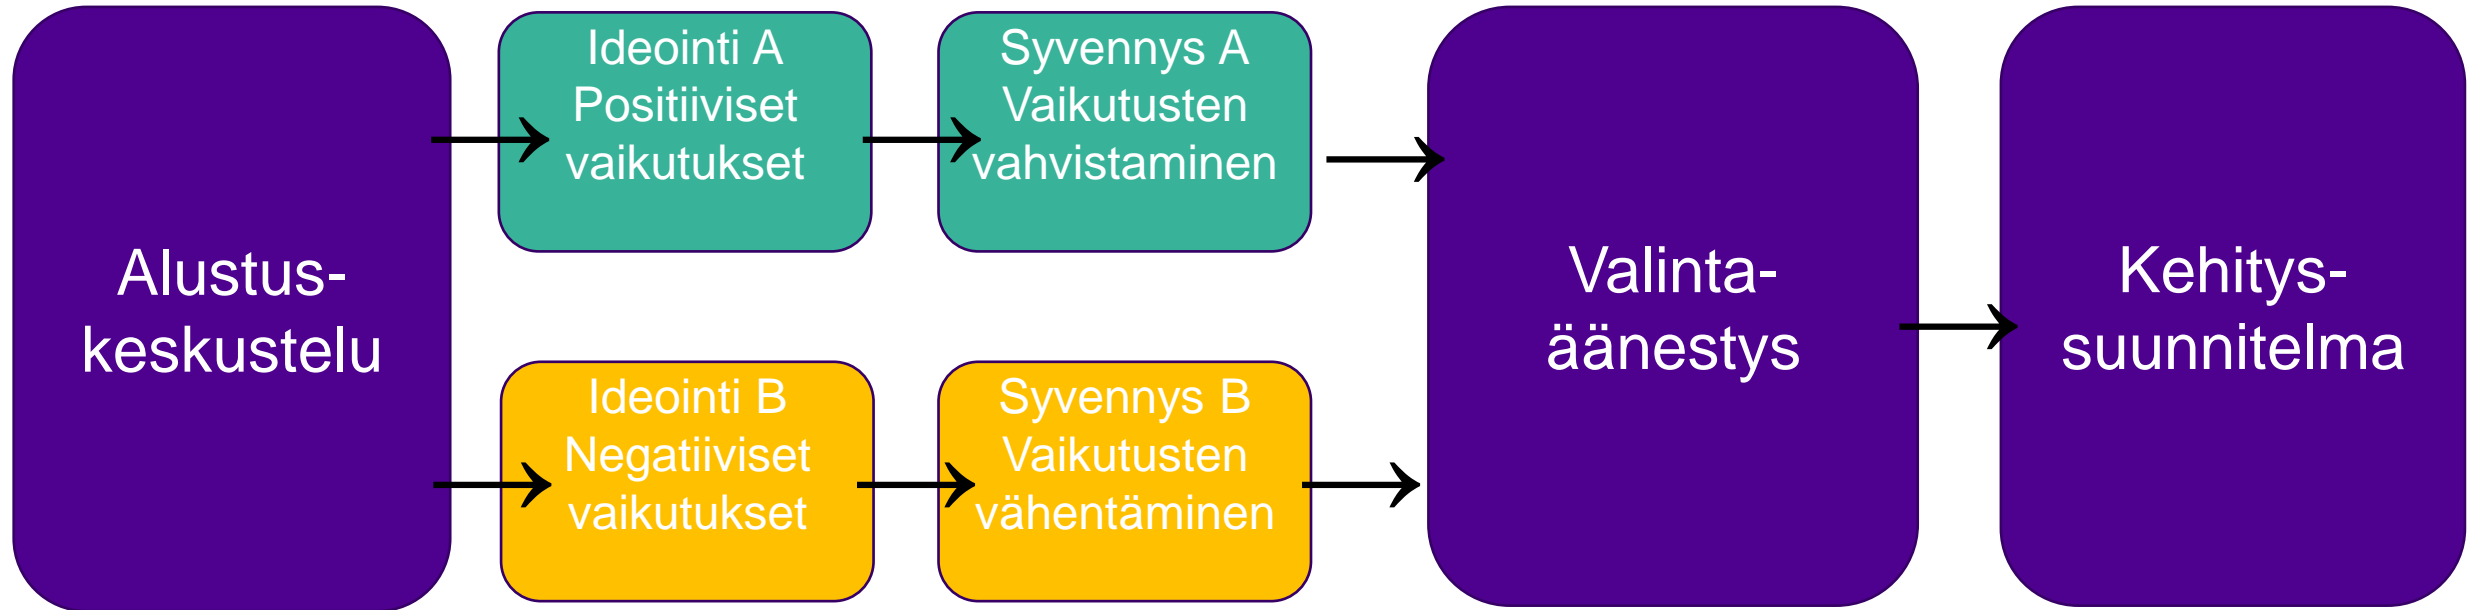 Alustus-
keskustelu
Ideointi A
Positiiviset
vaikutukset
Syvennys A
Vaikutusten
vahvistaminen
Ideointi B
Negatiiviset
vaikutukset
Syvennys B
Vaikutusten
vähentäminen
Valinta-
äänestys
Kehitys-
suunnitelma